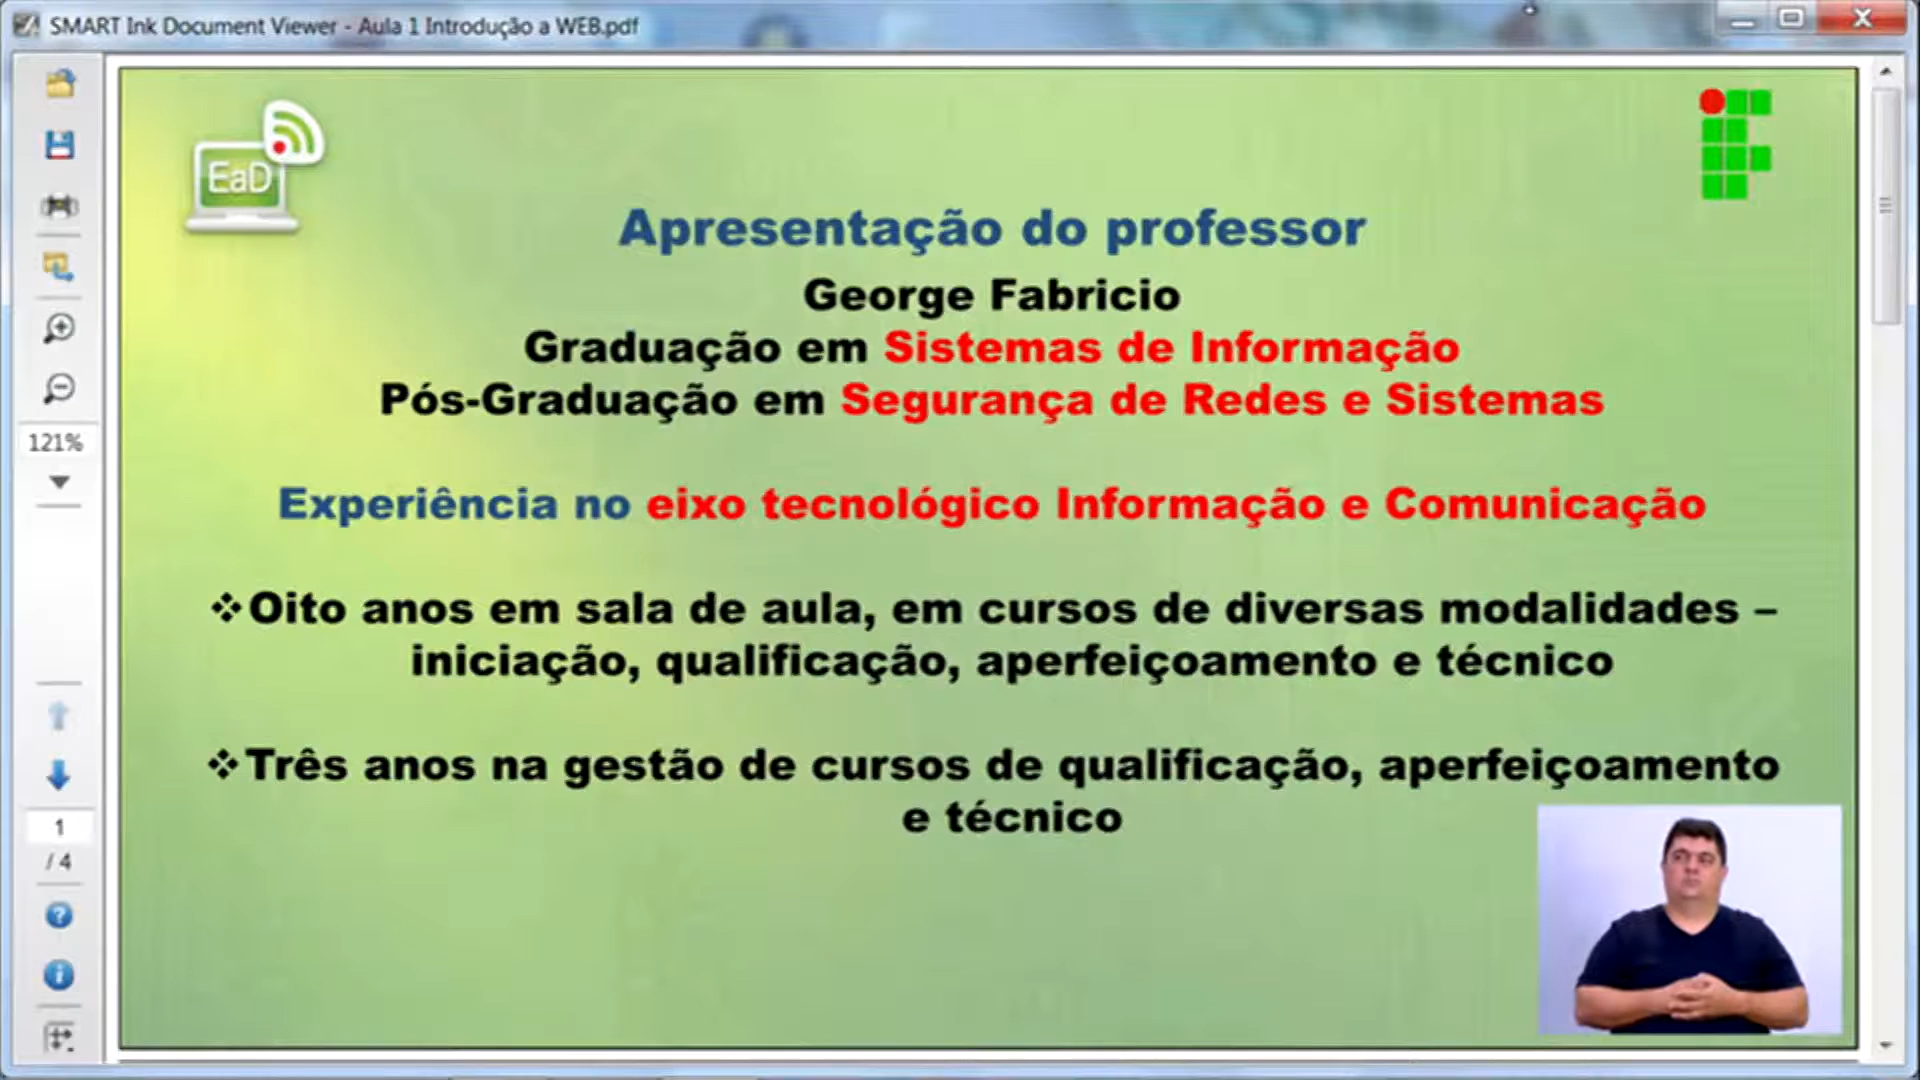 SMART Ink Document Viewer - Aula 1 Introdução a WEB.pdf
EaD
Apresentação do professor
George Fabricio
Graduação em Sistemas de Informação
Pós-Graduação em Segurança de Redes e Sistemas
Experiência no eixo tecnológico Informação e Comunicação
❖Oito anos em sala de aula, em cursos de diversas modalidades –
iniciação, qualificação, aperfeiçoamento e técnico
❖Três anos na gestão de cursos de qualificação, aperfeiçoamento
e técnico
121%
1
/ 4